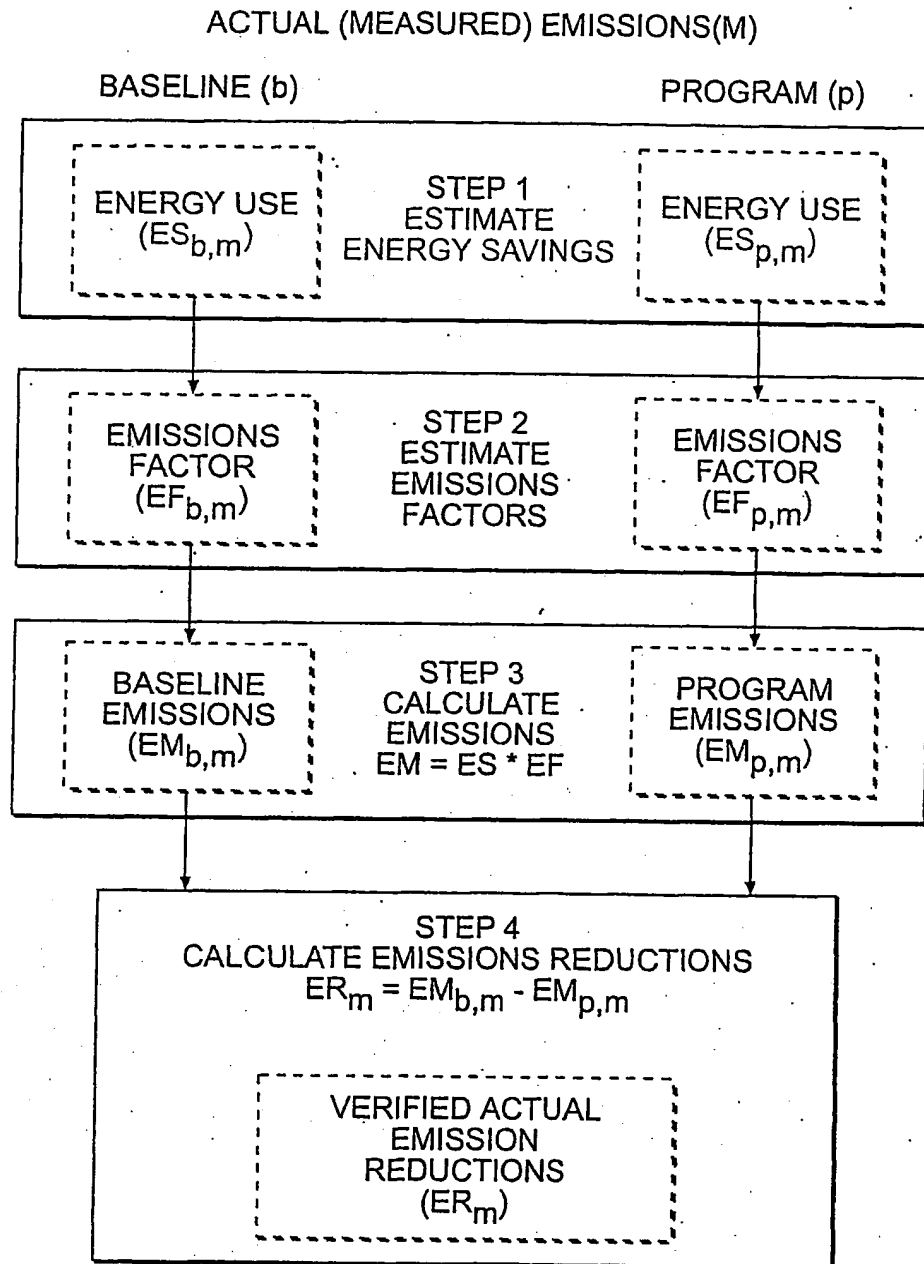 ACTUAL (MEASURED) EMISSIONS(M)
BASELINE (b)
PROGRAM (p)
ENERGY USE
(ES_b,m)
STEP 1
ESTIMATE
ENERGY SAVINGS
ENERGY USE
(ES_p,m)
EMISSIONS
FACTOR
(EF_b,m)
STEP 2
ESTIMATE
EMISSIONS
FACTORS
EMISSIONS
FACTOR
(EF_p,m)
BASELINE
EMISSIONS
(EM_b,m)
STEP 3
CALCULATE
EMISSIONS
EM = ES * EF
PROGRAM
EMISSIONS
(EM_p,m)
STEP 4
CALCULATE EMISSIONS REDUCTIONS
ER_m = EM_b,m - EM_p,m
VERIFIED ACTUAL
EMISSION
REDUCTIONS
(ER_m)